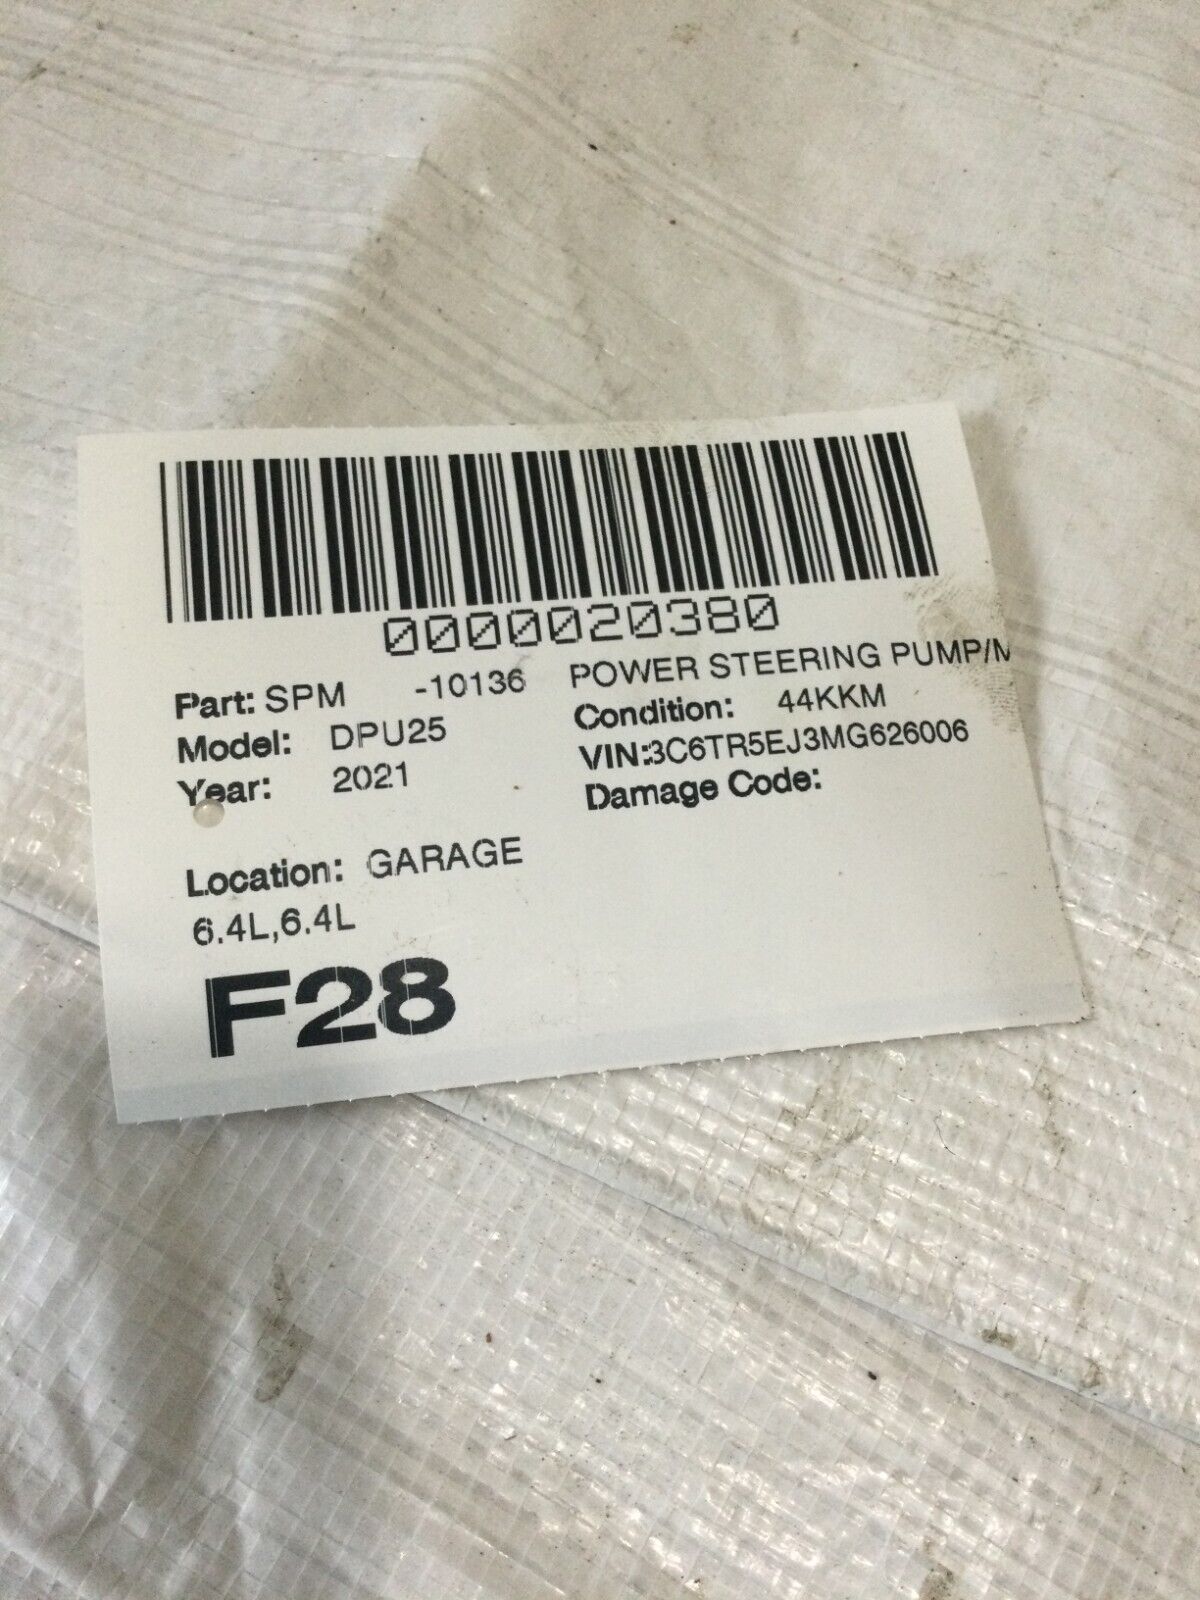 0000020380
Part: SPM -10136 POWER STEERING PUMP/M
Model: DPU25 Condition: 44KKM
Year: 2021 VIN:3C6TR5EJ3MG626006
Damage Code:
Location: GARAGE
6.4L,6.4L
F28